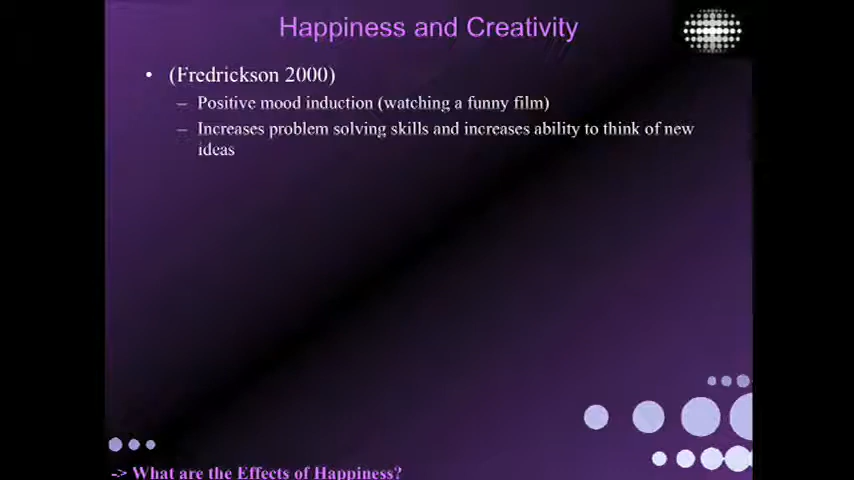 Happiness and Creativity
• (Fredrickson 2000)
– Positive mood induction (watching a funny film)
– Increases problem solving skills and increases ability to think of new
ideas
-> What are the Effects of Happiness?